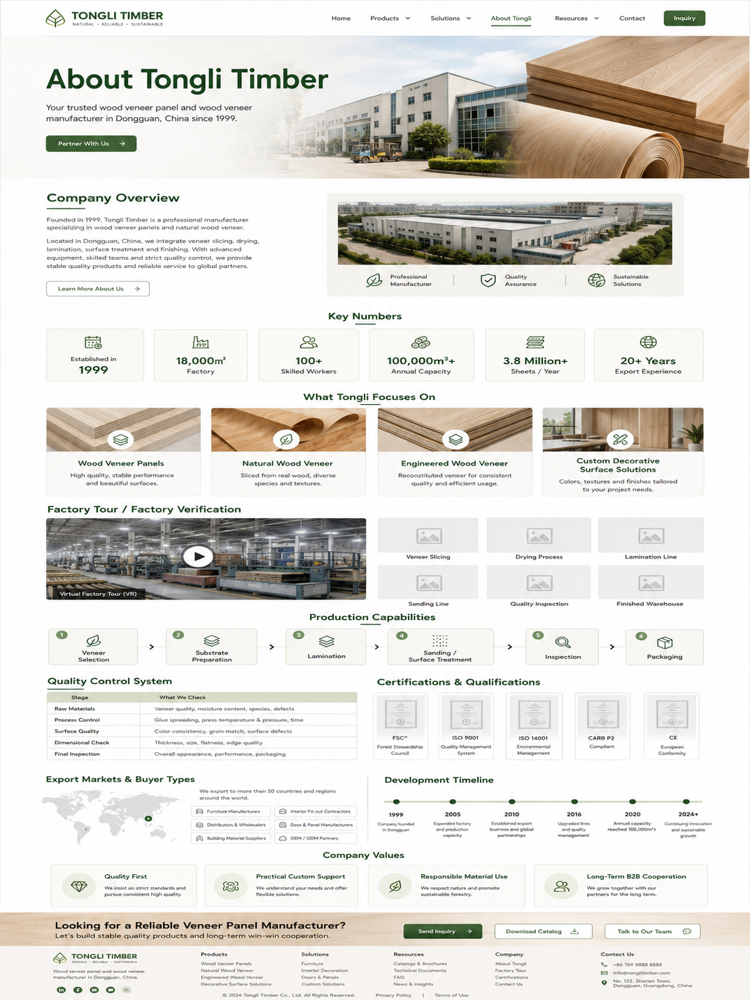 TONGLI TIMBER
NATURAL • RELIABLE • SUSTAINABLE
Home
Products
Solutions
About Tongli
Resources
Contact
Inquiry
About Tongli Timber
Your trusted wood veneer panel and wood veneer
manufacturer in Dongguan, China since 1999.
Partner With Us
Company Overview
Founded in 1999, Tongli Timber is a professional manufacturer
specializing in wood veneer panels and natural wood veneer.
Located in Dongguan, China, we integrate veneer slicing, drying,
lamination, surface treatment and finishing. With advanced
equipment, skilled teams and strict quality control, we provide
stable quality products and reliable service to global partners.
Learn More About Us
Professional
Manufacturer
Quality
Assurance
Sustainable
Solutions
Key Numbers
Established in
1999
18,000m²
Factory
100+
Skilled Workers
100,000m³+
Annual Capacity
3.8 Million+
Sheets / Year
20+ Years
Export Experience
What Tongli Focuses On
Wood Veneer Panels
High quality, stable performance
and beautiful surfaces.
Natural Wood Veneer
Sliced from real wood, diverse
species and textures.
Engineered Wood Veneer
Reconstituted veneer for consistent
quality and efficient usage.
Custom Decorative
Surface Solutions
Colors, textures and finishes tailored
to your project needs.
Factory Tour / Factory Verification
Virtual Factory Tour (VR)
Veneer Slicing
Drying Process
Lamination Line
Sanding Line
Quality Inspection
Finished Warehouse
Production Capabilities
1
Veneer
Selection
2
Substrate
Preparation
3
Lamination
4
Sanding /
Surface Treatment
5
Inspection
6
Packaging
Quality Control System
Stage What We Check
Raw Materials Veneer quality, moisture content, species, defects
Process Control Glue spreading, press temperature & pressure, time
Surface Quality Color consistency, grain match, surface defects
Dimensional Check Thickness, size, flatness, edge quality
Final Inspection Overall appearance, performance, packaging
Certifications & Qualifications
FSC®
Forest Stewardship
Council
ISO 9001
Quality Management
System
ISO 14001
Environmental
Management
CARB P2
Compliant
CE
European
Conformity
Export Markets & Buyer Types
We export to more than 50 countries and regions
around the world.
Furniture Manufacturers
Interior Fit-out Contractors
Distributors & Wholesalers
Door & Panel Manufacturers
Building Material Suppliers
OEM / ODM Partners
Development Timeline
1999
Company founded
in Dongguan
2005
Expanded factory
and production
capacity
2010
Established export
business and global
partnerships
2016
Upgraded lines
and quality
management
2020
Annual capacity
reached 100,000m³+
2024+
Continuing innovation
and sustainable
growth
Company Values
Quality First
We insist on strict standards and
pursue consistent high quality.
Practical Custom Support
We understand your needs and offer
flexible solutions.
Responsible Material Use
We respect nature and promote
sustainable forestry.
Long-Term B2B Cooperation
We grow together with our
partners for the long term.
Looking for a Reliable Veneer Panel Manufacturer?
Let's build stable quality products and long-term win-win cooperation.
Send Inquiry
Download Catalog
Talk to Our Team
TONGLI TIMBER
NATURAL • RELIABLE • SUSTAINABLE
Wood veneer panel and wood veneer
manufacturer in Dongguan, China.
Products
Wood Veneer Panels
Natural Wood Veneer
Engineered Wood Veneer
Decorative Surface Solutions
Solutions
Furniture
Interior Decoration
Doors & Panels
Custom Solutions
Resources
Catalogs & Brochures
Technical Documents
FAQ
News & Insights
Company
About Tongli
Factory Tour
Certifications
Contact Us
Contact Us
+86 769 8888 8888
info@tonglitimber.com
No. 123, Shatien Town,
Dongguan, Guangdong, China
© 2024 Tongli Timber Co., Ltd. All Rights Reserved.
Privacy Policy | Terms of Use